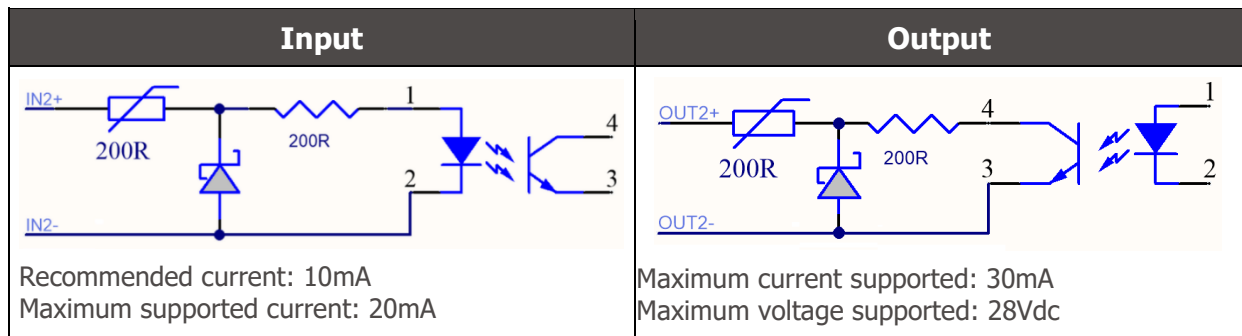 Input
Output
IN2+
1
200R
200R
4
2
3
IN2-
Recommended current: 10mA
Maximum supported current: 20mA
OUT2+
4
1
200R
200R
3
2
OUT2-
Maximum current supported: 30mA
Maximum voltage supported: 28Vdc